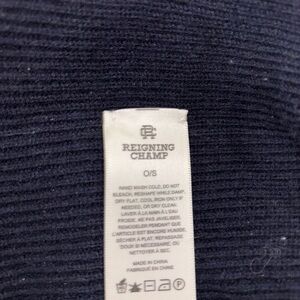 REIGNING
CHAMP
O/S
HAND WASH COLD, DO NOT
BLEACH, RESHAPE WHILE DAMP,
DRY FLAT, COOL IRON ONLY IF
NEEDED, OR DRY CLEAN.
LAVER À LA MAIN À L'EAU
FROIDE, NE PAS JAVELISER,
REMODELER PENDANT QUE
L'ARTICLE EST ENCORE HUMIDE,
SÉCHER À PLAT, REPASSAGE
DOUX SI NÉCESSAIRE, OU
NETTOYER À SEC.
MADE IN CHINA
FABRIQUÉ EN CHINE